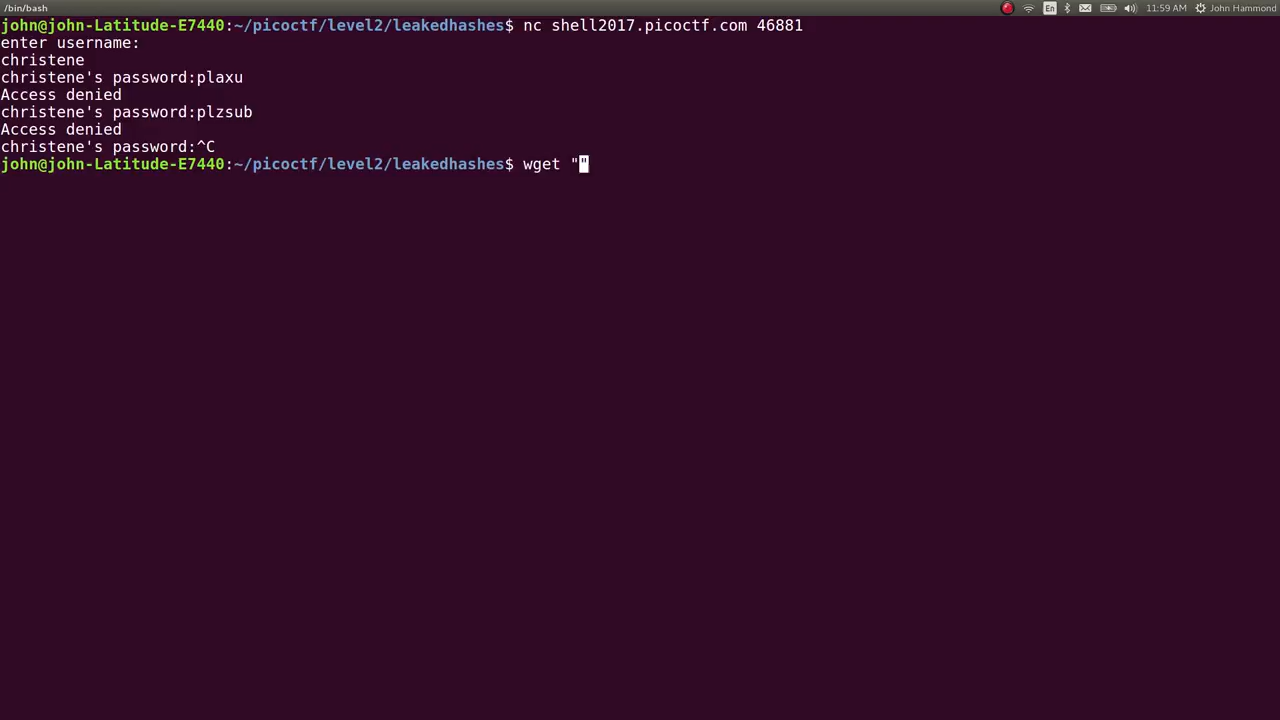 /bin/bash
En 11:59 AM John Hammond
john@john-Latitude-E7440:~/picoctf/level2/leakedhashes$ nc shell2017.picoctf.com 46881
enter username:
christene
christene's password:plaxu
Access denied
christene's password:plzsub
Access denied
christene's password:^C
john@john-Latitude-E7440:~/picoctf/level2/leakedhashes$ wget ""